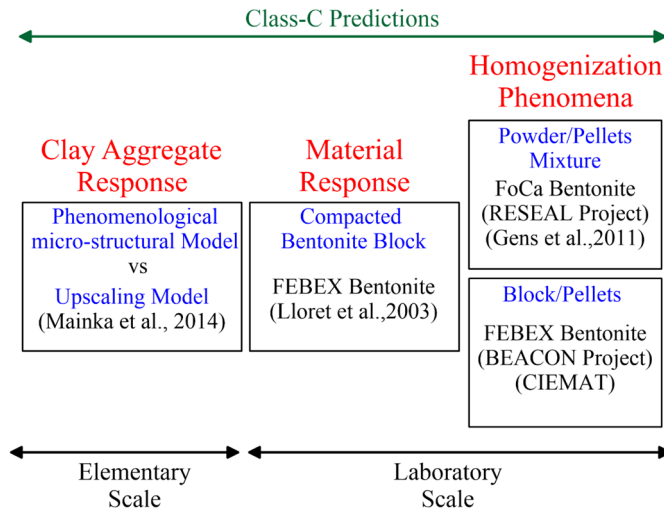 Class-C Predictions
Homogenization
Phenomena
Clay Aggregate
Response
Material
Response
Phenomenological
micro-structural Model
vs
Upscaling Model
(Mainka et al., 2014)
Compacted
Bentonite Block
FEBEX Bentonite
(Lloret et al.,2003)
Powder/Pellets
Mixture
FoCa Bentonite
(RESEAL Project)
(Gens et al.,2011)
Block/Pellets
FEBEX Bentonite
(BEACON Project)
(CIEMAT)
Elementary
Scale
Laboratory
Scale